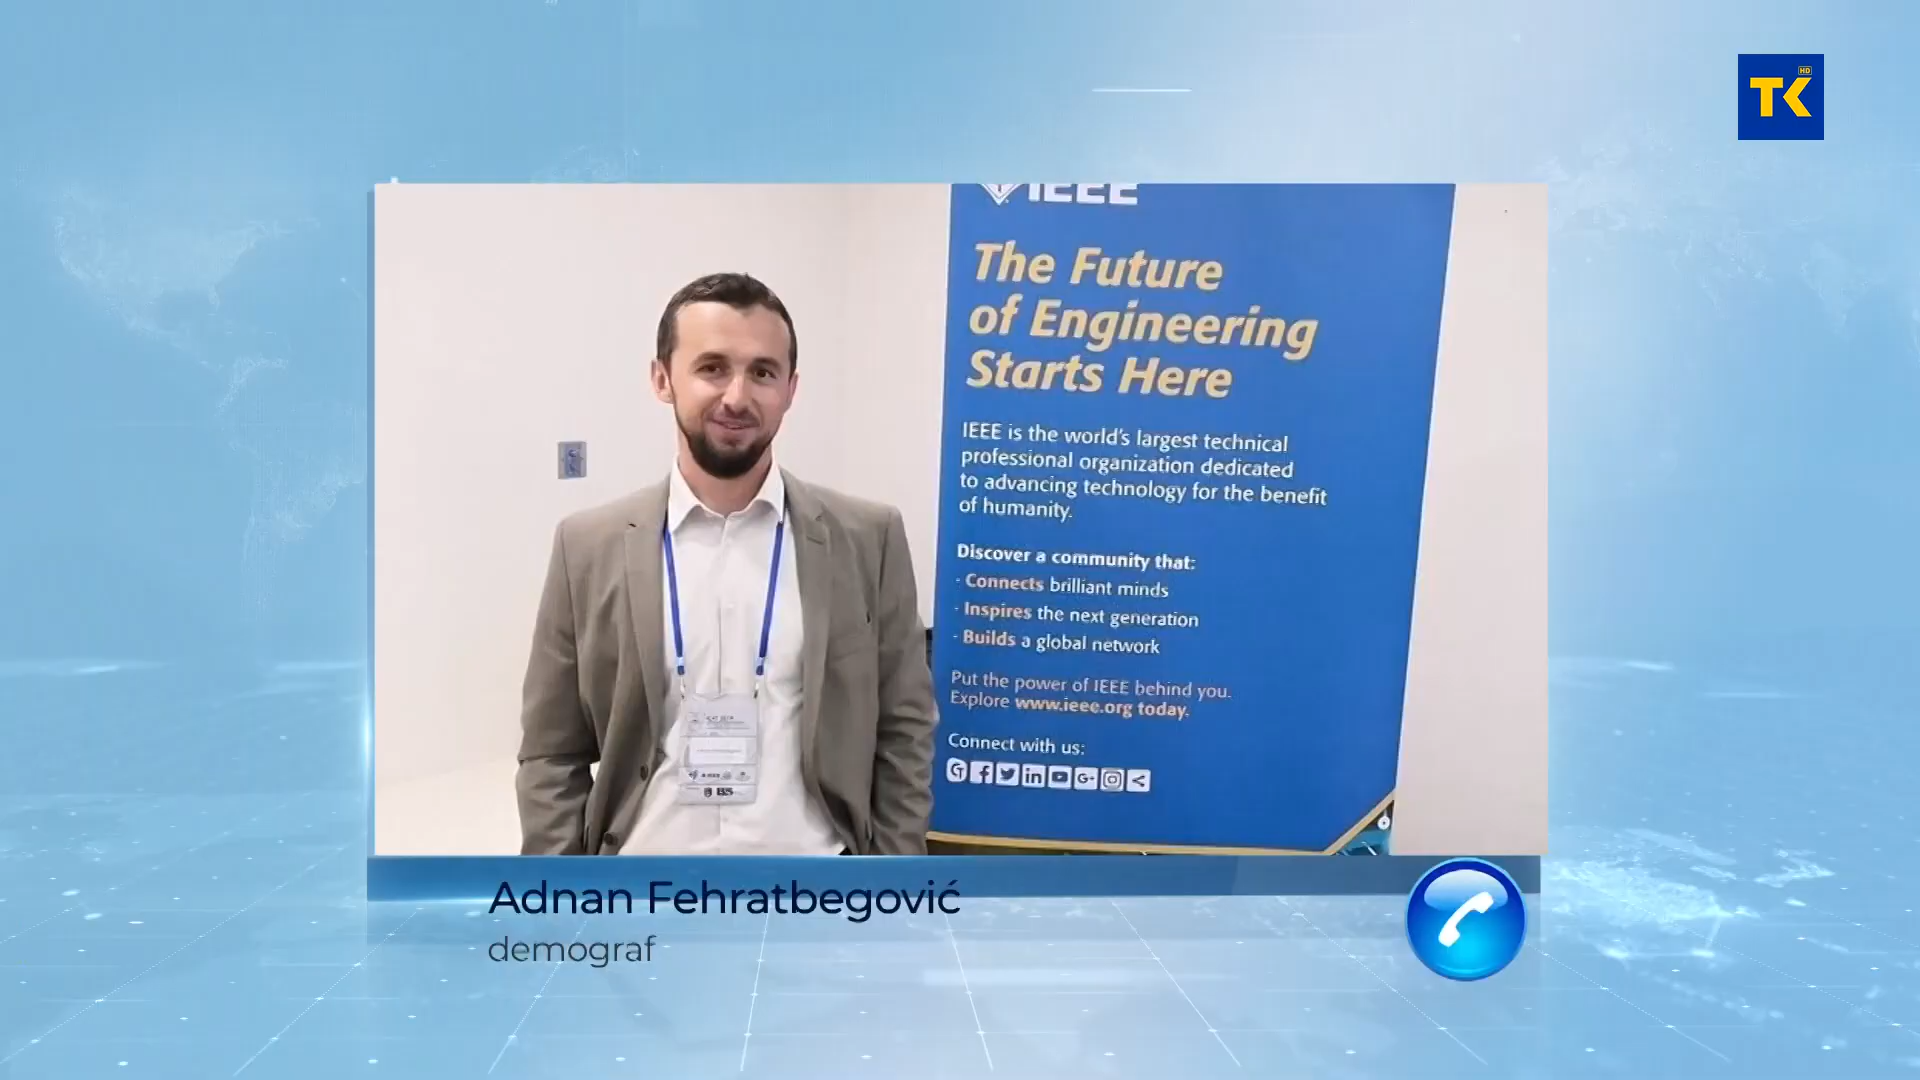 TK
HD
IEEE
The Future
of Engineering
Starts Here
IEEE is the world's largest technical
professional organization dedicated
to advancing technology for the benefit
of humanity.
Discover a community that:
- Connects brilliant minds
- Inspires the next generation
- Builds a global network
Put the power of IEEE behind you.
Explore www.ieee.org today.
Connect with us:
Adnan Fehratbegović
demograf